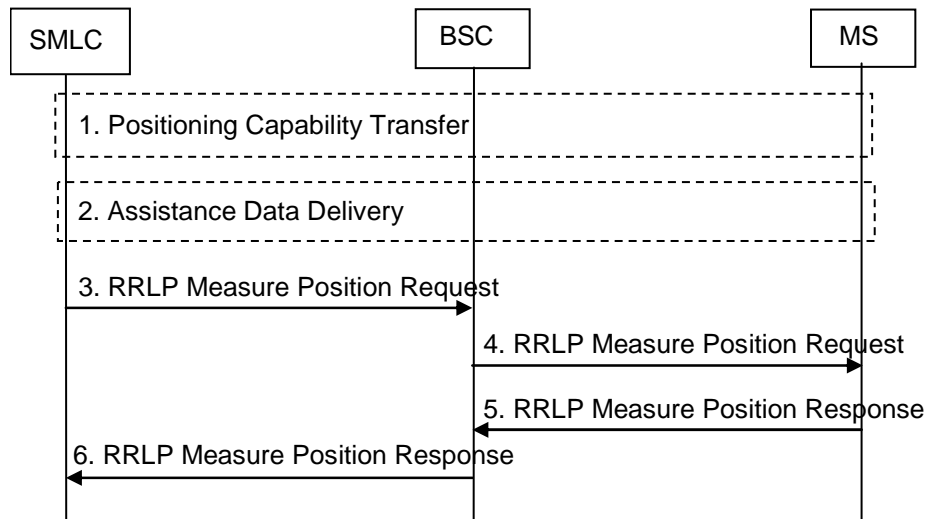 SMLC
BSC
MS
1. Positioning Capability Transfer
2. Assistance Data Delivery
3. RRLP Measure Position Request
4. RRLP Measure Position Request
5. RRLP Measure Position Response
6. RRLP Measure Position Response